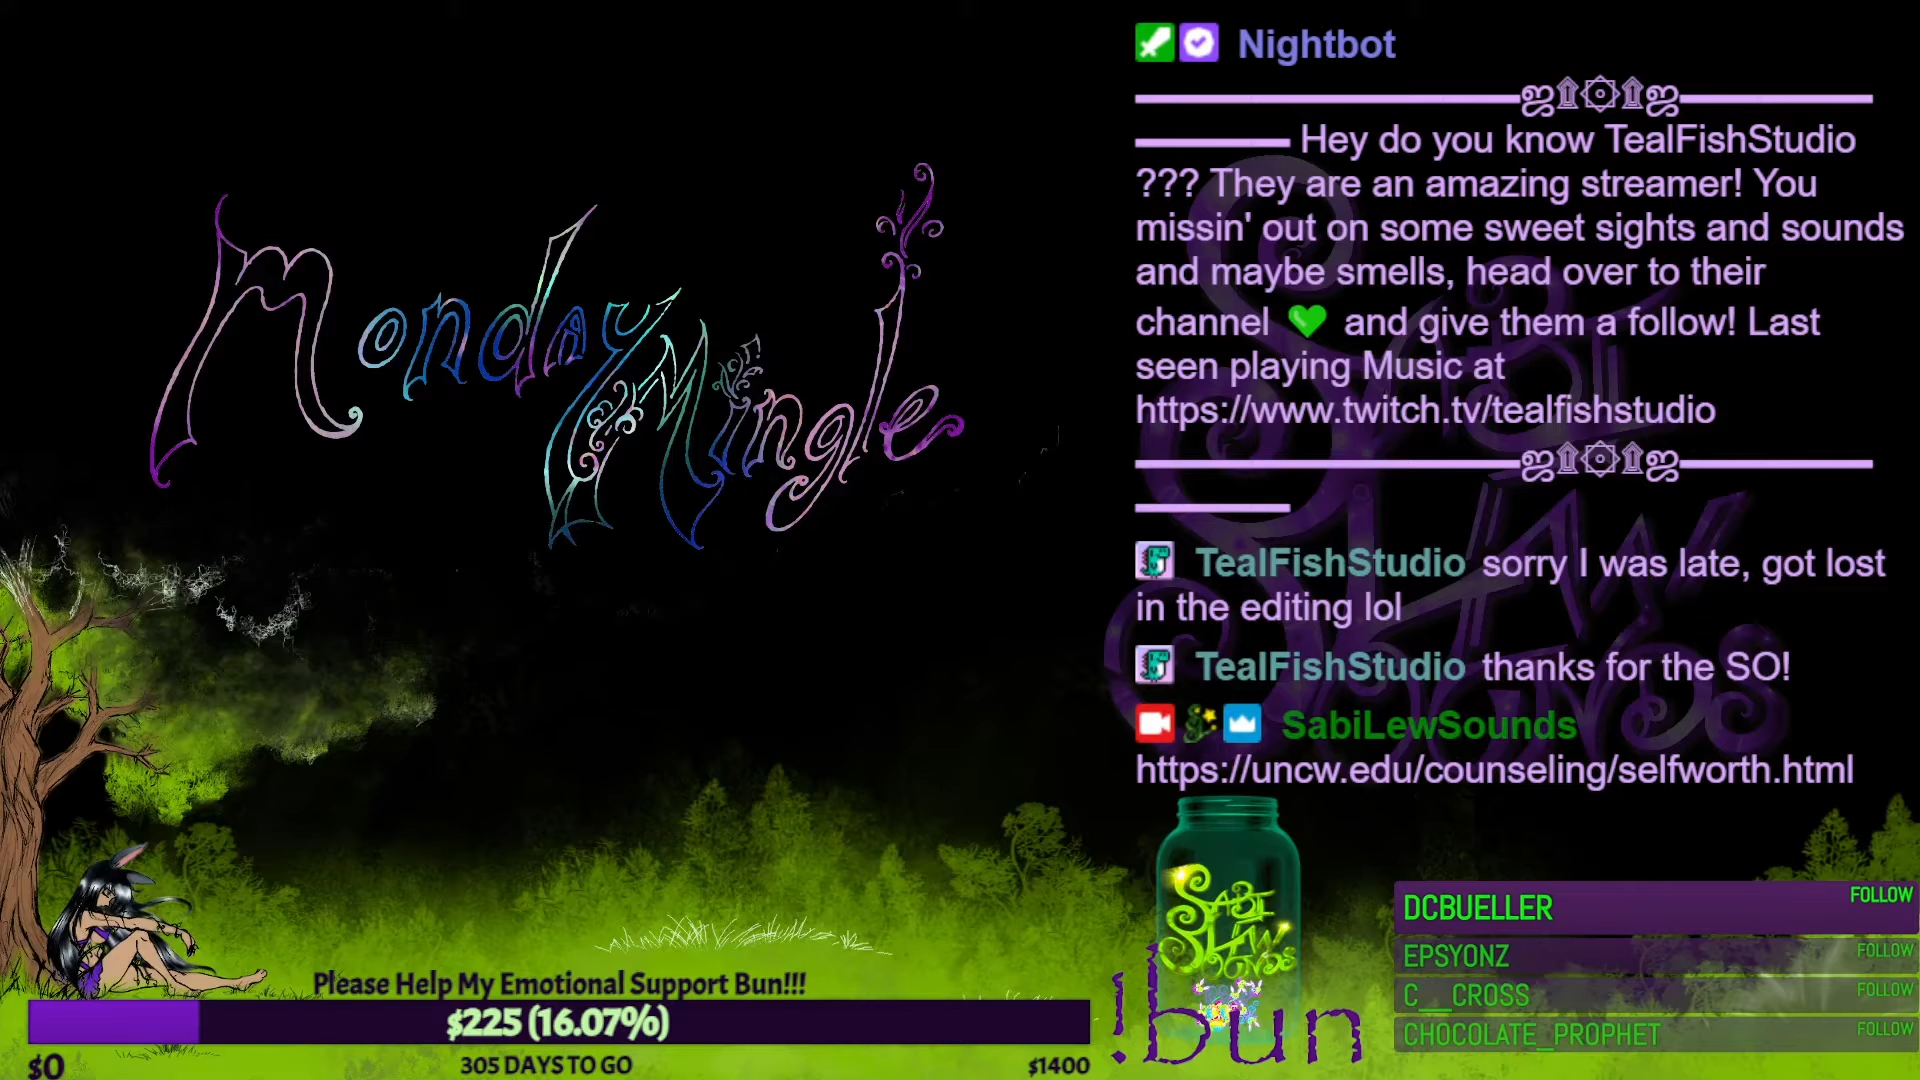 Monday
Mingle
Nightbot
Hey do you know TealFishStudio
??? They are an amazing streamer! You
missin' out on some sweet sights and sounds
and maybe smells, head over to their
channel 💚 and give them a follow! Last
seen playing Music at
https://www.twitch.tv/tealfishstudio
TealFishStudio sorry I was late, got lost
in the editing lol
TealFishStudio thanks for the SO!
SabiLewSounds
https://uncw.edu/counseling/selfworth.html
SABI
LEW
SOUNDS
!bun
DCBUELLER FOLLOW
EPSYONZ FOLLOW
C__CROSS FOLLOW
CHOCOLATE_PROPHET FOLLOW
Please Help My Emotional Support Bun!!!
$225 (16.07%)
$0 305 DAYS TO GO $1400